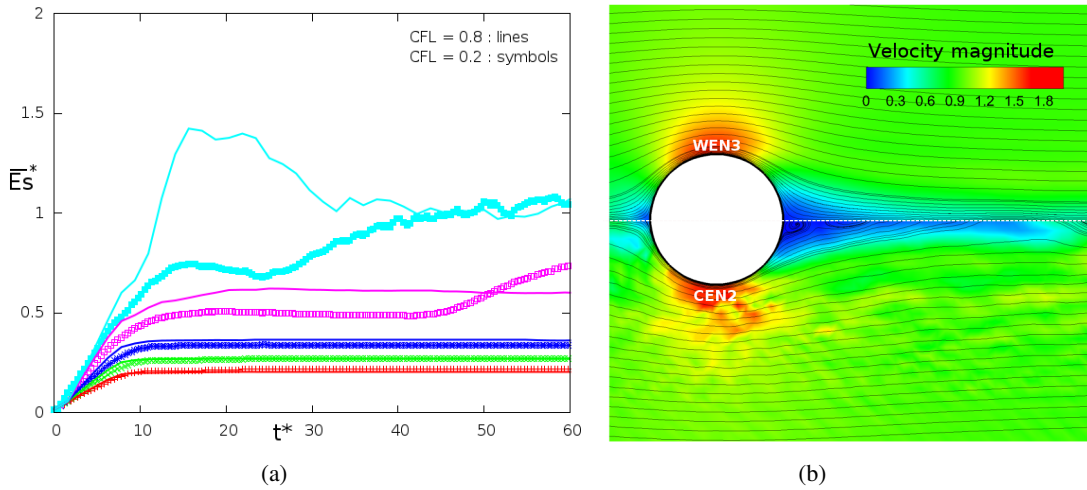 2
CFL = 0.8 : lines
CFL = 0.2 : symbols
1.5
Es*
1
0.5
0
0 10 20 t* 30 40 50 60
(a)
Velocity magnitude
0 0.3 0.6 0.9 1.2 1.5 1.8
WEN3
CEN2
(b)